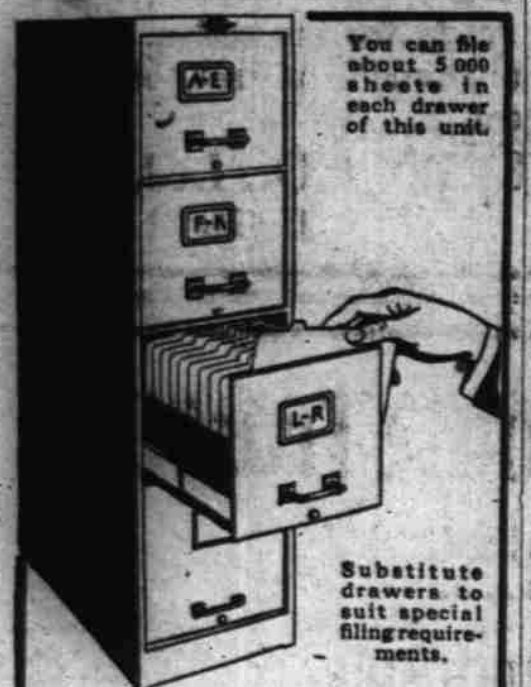 You can file
about 5 000
sheets in
each drawer
of this unit.
A-E
F-K
L-R
Substitute
drawers to
suit special
filing require-
ments.